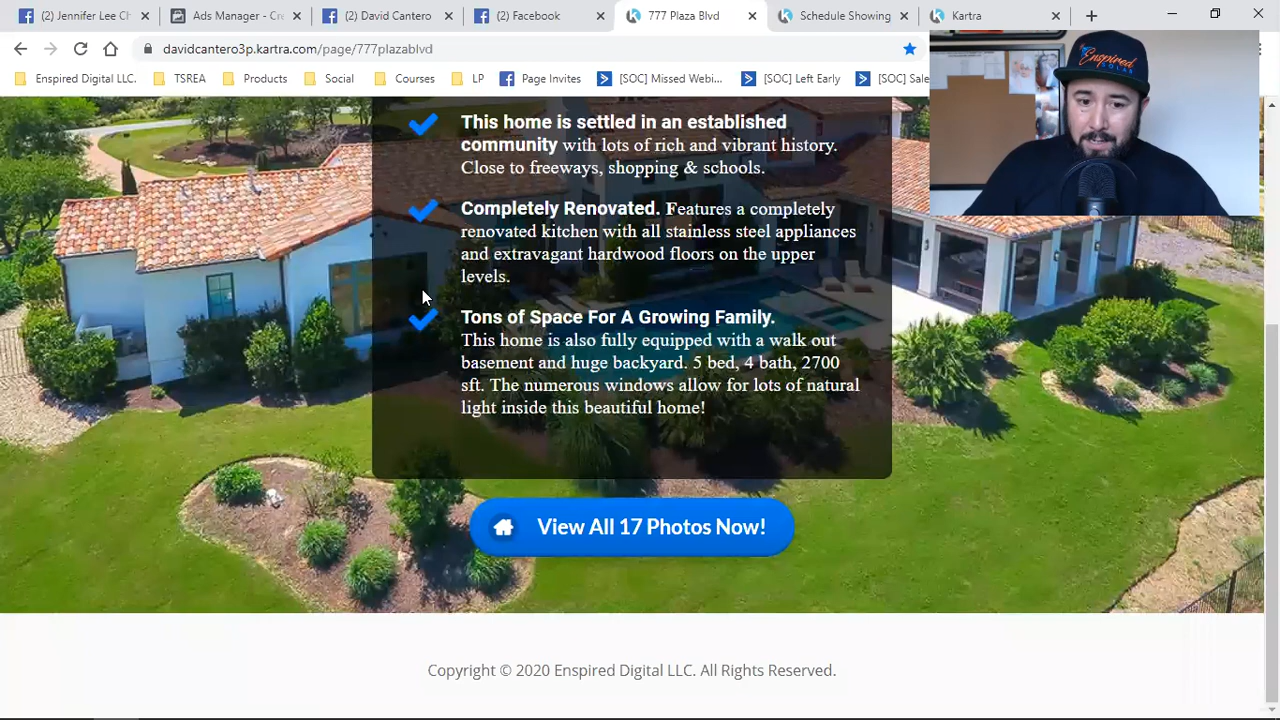 (2) Jennifer Lee Ch
Ads Manager - Cre
(2) David Cantero
(2) Facebook
777 Plaza Blvd
Schedule Showing
Kartra
davidcantero3p.kartra.com/page/777plazablvd
Enspired Digital LLC.
TSREA
Products
LP
Page Invites
[SOC] Missed Webi...
[SOC] Left Early
[SOC] Sale
Enspired
SOLAR
This home is settled in an established
community with lots of rich and vibrant history.
Close to freeways, shopping & schools.
Completely Renovated. Features a completely
renovated kitchen with all stainless steel appliances
and extravagant hardwood floors on the upper
levels.
Tons of Space For A Growing Family.
This home is also fully equipped with a walk out
basement and huge backyard. 5 bed, 4 bath, 2700
sft. The numerous windows allow for lots of natural
light inside this beautiful home!
View All 17 Photos Now!
Copyright © 2020 Enspired Digital LLC. All Rights Reserved.